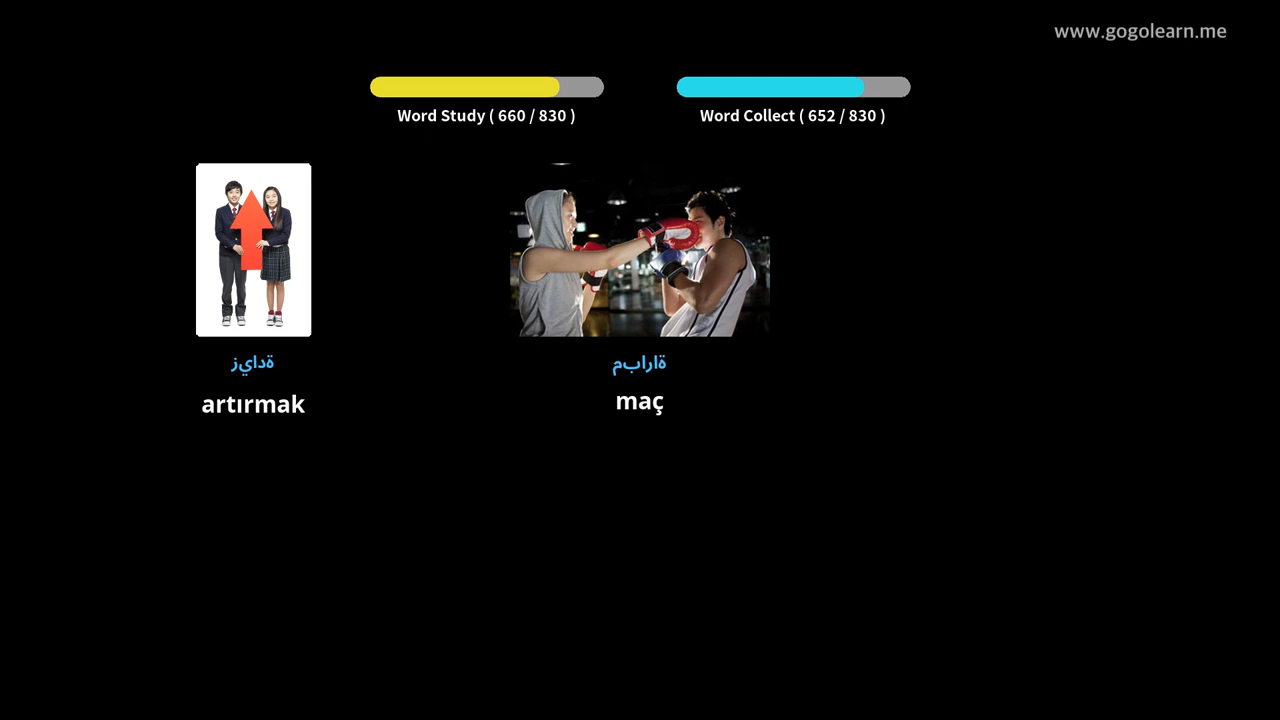 www.gogolearn.me
Word Study ( 660 / 830 )
Word Collect ( 652 / 830 )
ةدايز
artırmak
ةارابم
maç